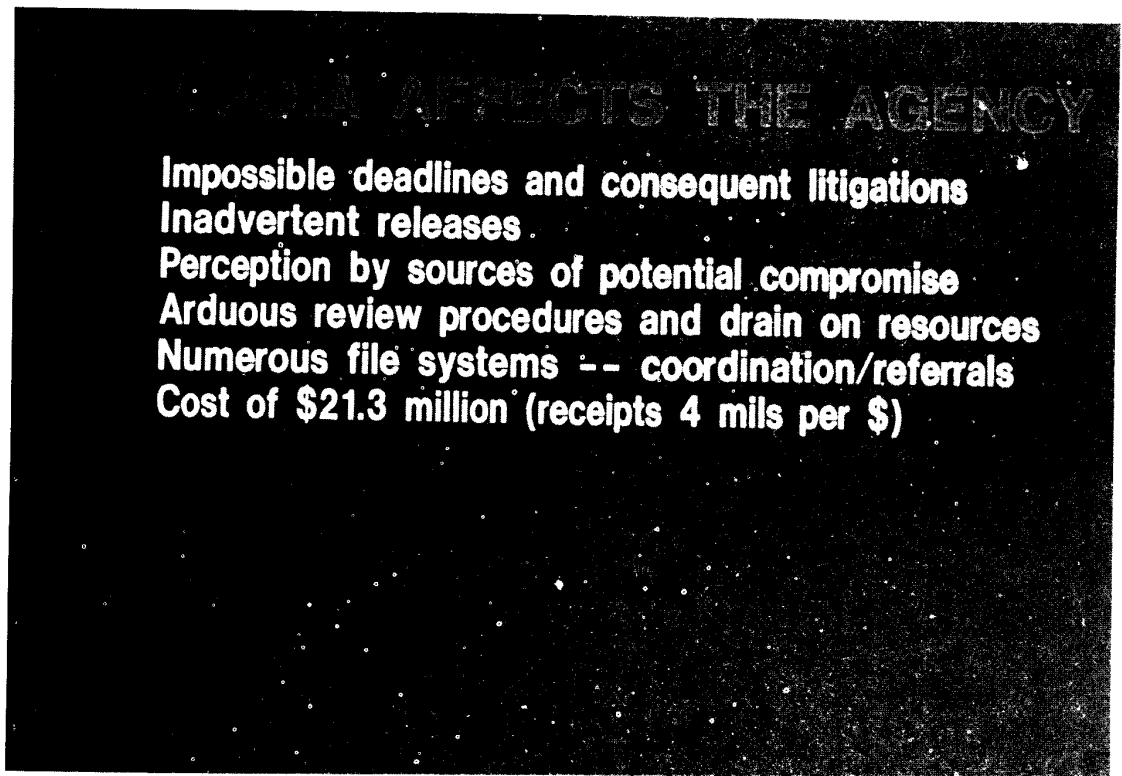 AFFECTS THE AGENCY
Impossible deadlines and consequent litigations
Inadvertent releases
Perception by sources of potential compromise
Arduous review procedures and drain on resources
Numerous file systems -- coordination/referrals
Cost of $21.3 million (receipts 4 mils per $)